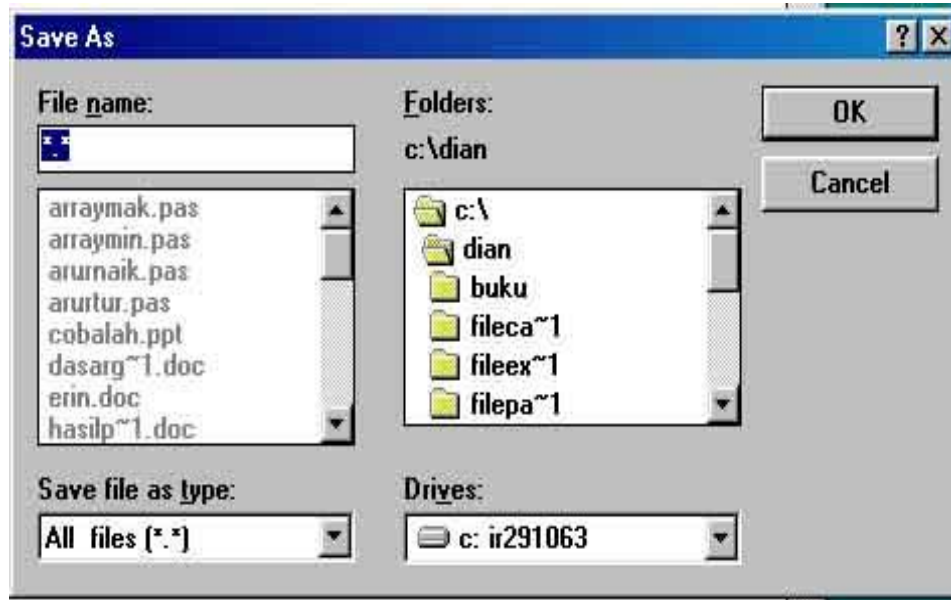 Save As
File name:
*.*
arraymak.pas
arraymin.pas
arurnaik.pas
arurtur.pas
cobalah.ppt
dasarg~1.doc
erin.doc
hasilp~1.doc
Save file as type:
All files (*.*)
Folders:
c:\dian
c:\
dian
buku
fileca~1
fileex~1
filepa~1
Drives:
c: ir291063
OK
Cancel